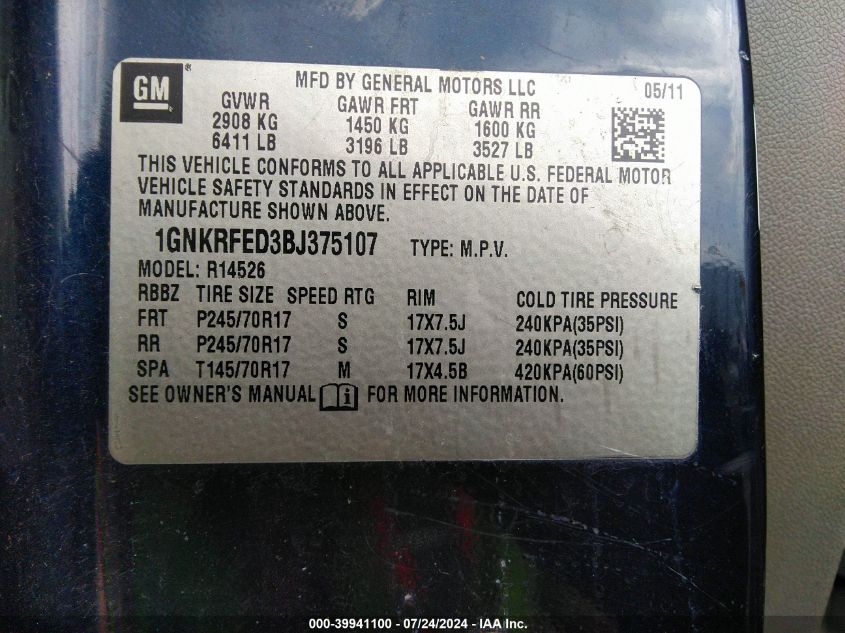 GM
MFD BY GENERAL MOTORS LLC 05/11
GVWR GAWR FRT GAWR RR
2908 KG 1450 KG 1600 KG
6411 LB 3196 LB 3527 LB
THIS VEHICLE CONFORMS TO ALL APPLICABLE U.S. FEDERAL MOTOR
VEHICLE SAFETY STANDARDS IN EFFECT ON THE DATE OF
MANUFACTURE SHOWN ABOVE.
1GNKRFED3BJ375107 TYPE: M.P.V.
MODEL: R14526
RBBZ TIRE SIZE SPEED RTG RIM COLD TIRE PRESSURE
FRT P245/70R17 S 17X7.5J 240KPA(35PSI)
RR P245/70R17 S 17X7.5J 240KPA(35PSI)
SPA T145/70R17 M 17X4.5B 420KPA(60PSI)
SEE OWNER'S MANUAL i FOR MORE INFORMATION.
000-39941100 - 07/24/2024 - IAA Inc.